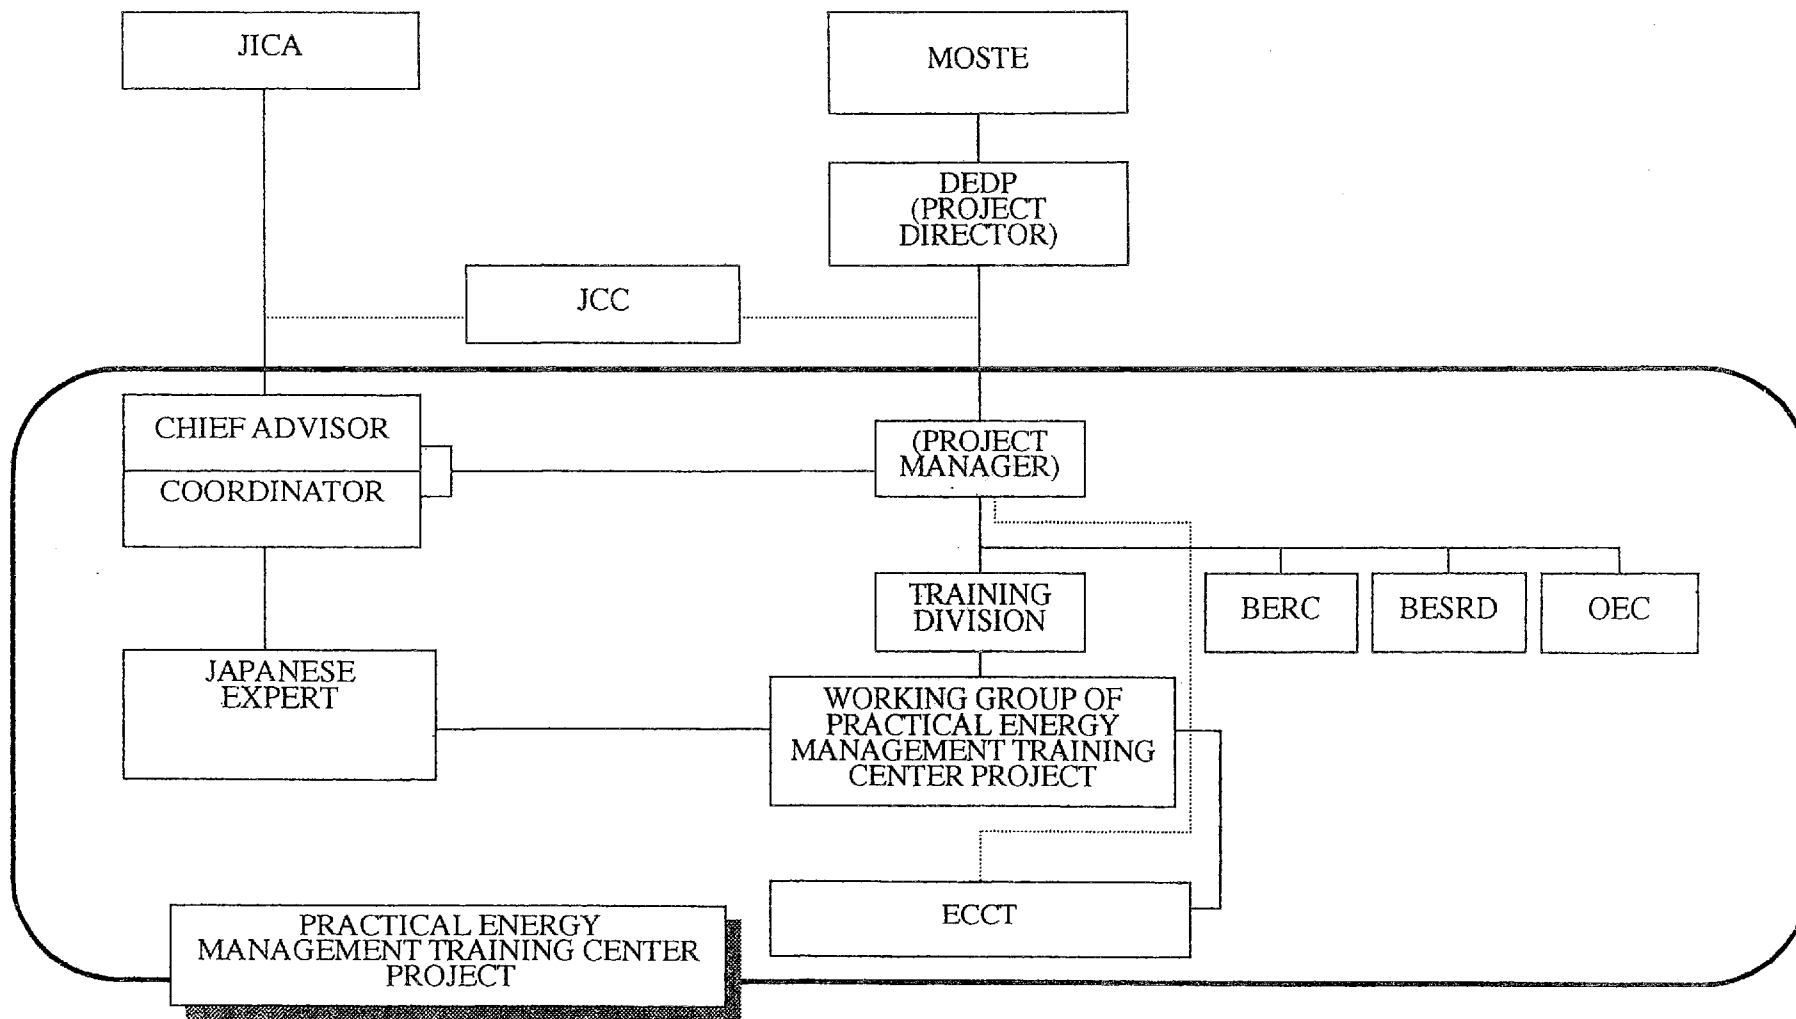 JICA
MOSTE
DEDP
(PROJECT
DIRECTOR)
JCC
CHIEF ADVISOR
COORDINATOR
(PROJECT
MANAGER)
TRAINING
DIVISION
BERC
BESRD
OEC
JAPANESE
EXPERT
WORKING GROUP OF
PRACTICAL ENERGY
MANAGEMENT TRAINING
CENTER PROJECT
ECCT
PRACTICAL ENERGY
MANAGEMENT TRAINING CENTER
PROJECT